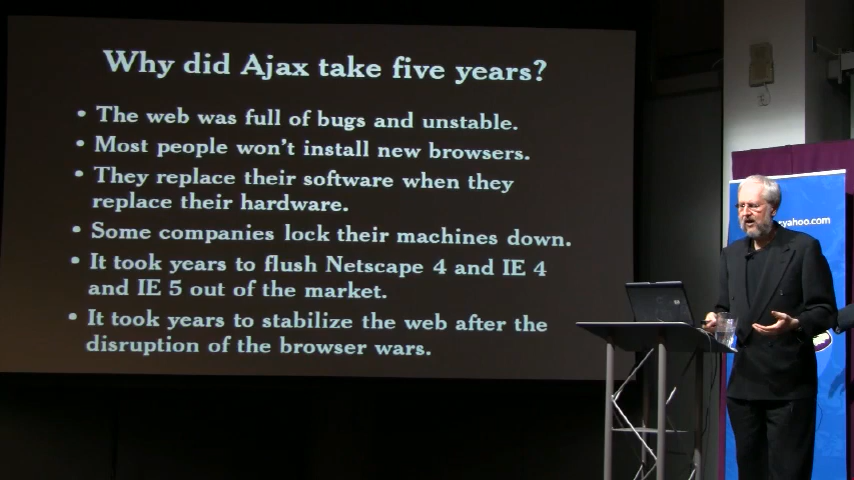 Why did Ajax take five years?
• The web was full of bugs and unstable.
• Most people won't install new browsers.
• They replace their software when they
replace their hardware.
• Some companies lock their machines down.
• It took years to flush Netscape 4 and IE 4
and IE 5 out of the market.
• It took years to stabilize the web after the
disruption of the browser wars.
ryahoo.com